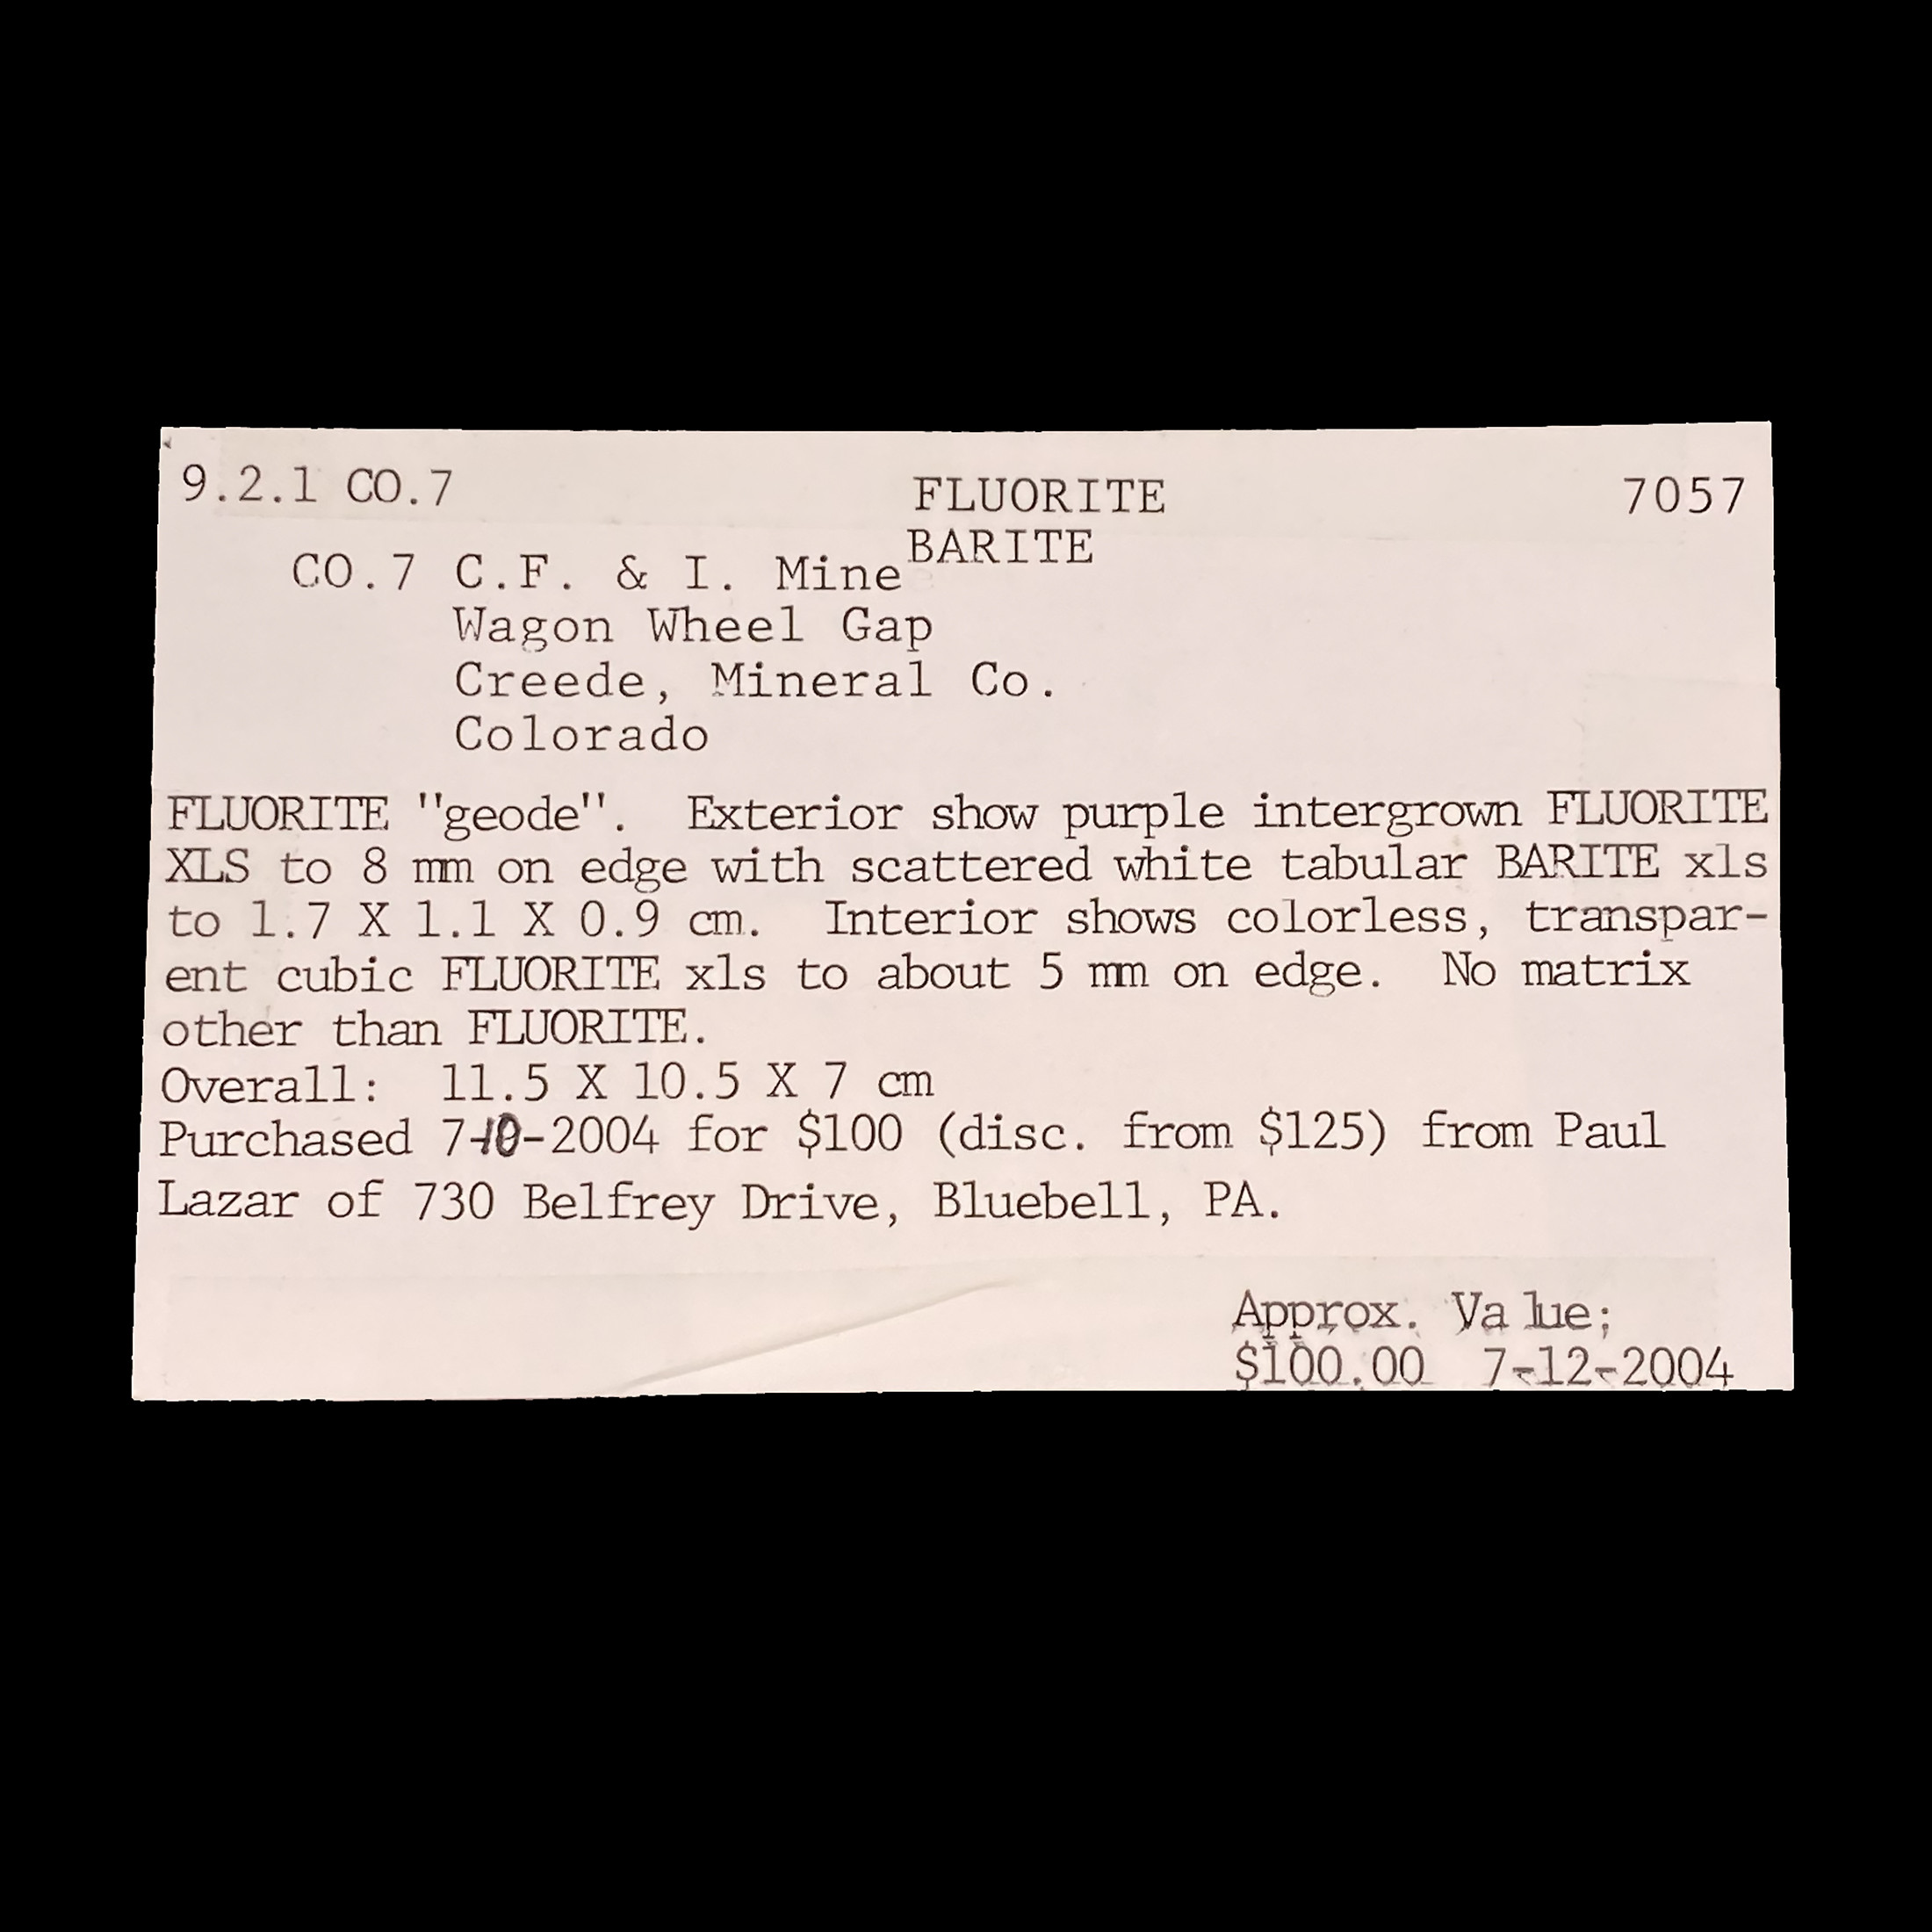 9.2.1 CO.7 FLUORITE 7057
BARITE
CO.7 C.F. & I. Mine
Wagon Wheel Gap
Creede, Mineral Co.
Colorado
FLUORITE "geode". Exterior show purple intergrown FLUORITE
XLS to 8 mm on edge with scattered white tabular BARITE xls
to 1.7 X 1.1 X 0.9 cm. Interior shows colorless, transpar-
ent cubic FLUORITE xls to about 5 mm on edge. No matrix
other than FLUORITE.
Overall: 11.5 X 10.5 X 7 cm
Purchased 7-10-2004 for $100 (disc. from $125) from Paul
Lazar of 730 Belfrey Drive, Bluebell, PA.
Approx. Va lue;
$100.00 7-12-2004